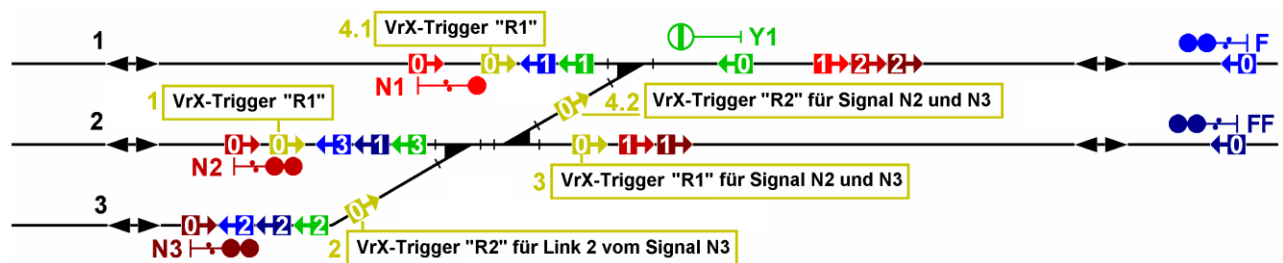 4.1 VrX-Trigger "R1"
Y1
F
1
0 0 1 1 0 1 2 2 0
N1
1 VrX-Trigger "R1"
0 4.2 VrX-Trigger "R2" für Signal N2 und N3
FF
2
0 0 3 1 3 0 1 1 0
N2
3 VrX-Trigger "R1" für Signal N2 und N3
3
0 2 2 2 0
N3
2 VrX-Trigger "R2" für Link 2 vom Signal N3